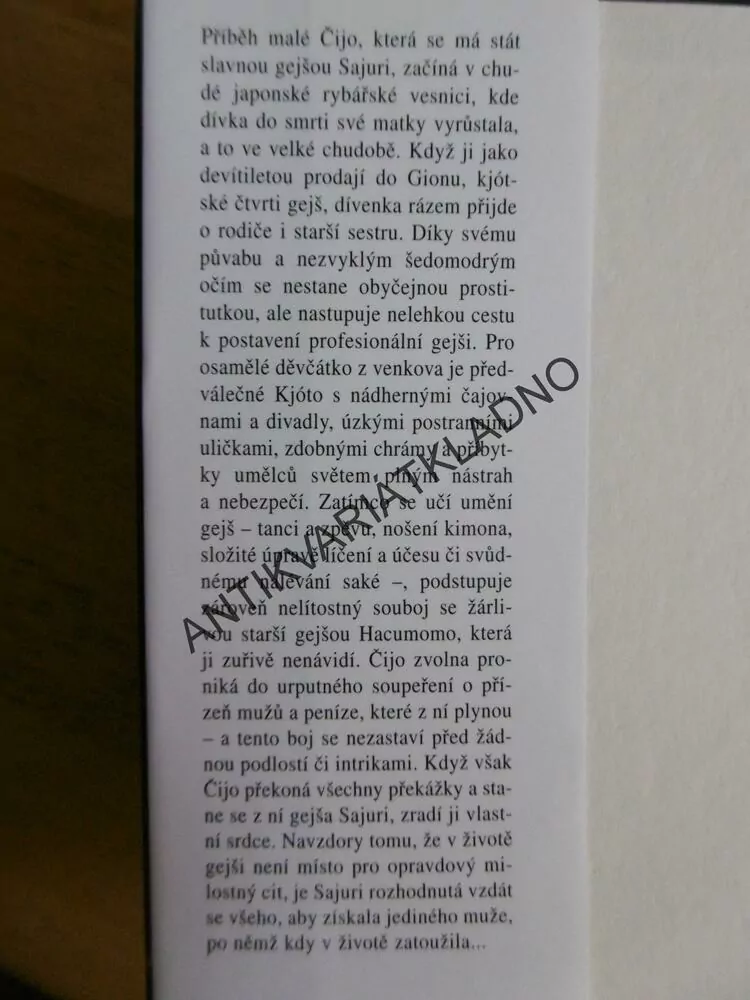 Příběh malé Čijo, která se má stát
slavnou gejšou Sajuri, začíná v chu-
dé japonské rybářské vesnici, kde
dívka do smrti své matky vyrůstala,
a to ve velké chudobě. Když ji jako
devítiletou prodají do Gionu, kjót-
ské čtvrti gejš, dívenka rázem přijde
o rodiče i starší sestru. Díky svému
půvabu a nezvyklým šedomodrým
očím se nestane obyčejnou prosti-
tutkou, ale nastupuje nelehkou cestu
k postavení profesionální gejši. Pro
osamělé děvčátko z venkova je před-
válečné Kjóto s nádhernými čajov-
nami a divadly, úzkými postranními
uličkami, zdobnými chrámy a příbyt-
ky umělců světem plným nástrah
a nebezpečí. Zatímco se učí umění
gejš – tanci a zpěvu, nošení kimona,
složité úpravě líčení a účesu či svůd-
nému nalévání saké –, podstupuje
zároveň nelítostný souboj se žárli-
vou starší gejšou Hacumomo, která
ji zuřivě nenávidí. Čijo zvolna pro-
niká do urputného soupeření o pří-
zeň mužů a peníze, které z ní plynou
– a tento boj se nezastaví před žád-
nou podlostí či intrikami. Když však
Čijo překoná všechny překážky a sta-
ne se z ní gejša Sajuri, zradí ji vlast-
ní srdce. Navzdory tomu, že v životě
gejši není místo pro opravdový mi-
lostný cit, je Sajuri rozhodnutá vzdát
se všeho, aby získala jediného muže,
po němž kdy v životě zatoužila...
ANTIKVARIATKLADNO